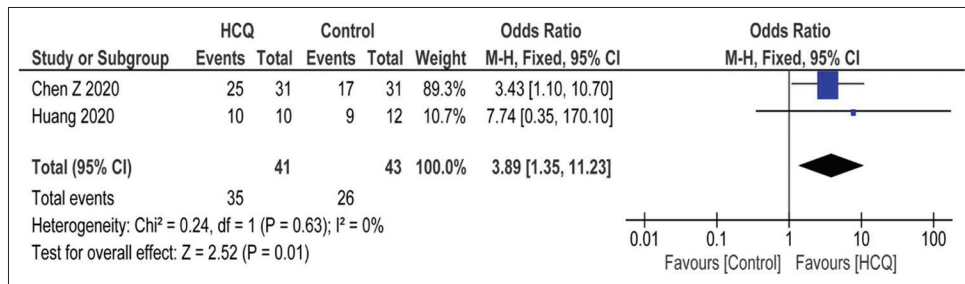 HCQ Control Odds Ratio Odds Ratio
Study or Subgroup Events Total Events Total Weight M-H, Fixed, 95% CI M-H, Fixed, 95% CI
Chen Z 2020 25 31 17 31 89.3% 3.43 [1.10, 10.70]
Huang 2020 10 10 9 12 10.7% 7.74 [0.35, 170.10]
Total (95% CI) 41 43 100.0% 3.89 [1.35, 11.23]
Total events 35 26
Heterogeneity: Chi² = 0.24, df = 1 (P = 0.63); I² = 0%
Test for overall effect: Z = 2.52 (P = 0.01)
0.01 0.1 1 10 100
Favours [Control] Favours [HCQ]